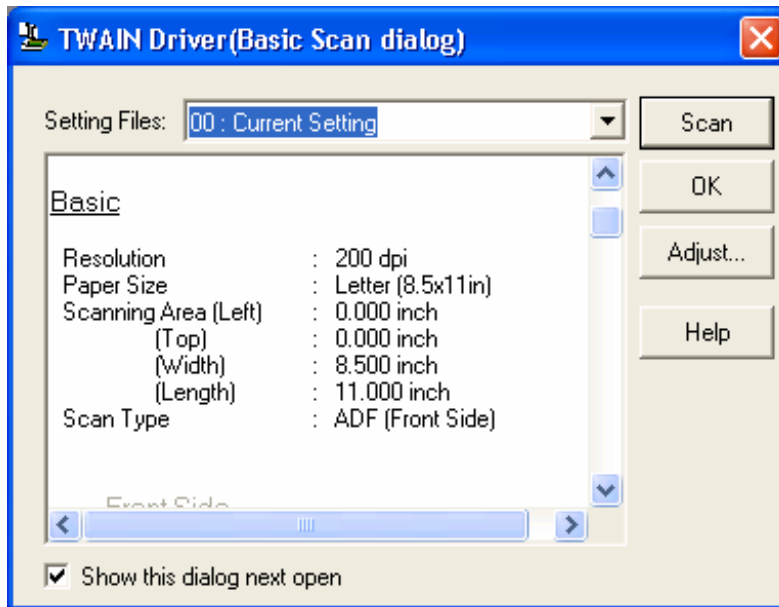 TWAIN Driver(Basic Scan dialog)
Setting Files: 00 : Current Setting
Scan
OK
Adjust...
Help
Basic
Resolution : 200 dpi
Paper Size : Letter (8.5x11in)
Scanning Area (Left) : 0.000 inch
(Top) : 0.000 inch
(Width) : 8.500 inch
(Length) : 11.000 inch
Scan Type : ADF (Front Side)
Front Side
Show this dialog next open